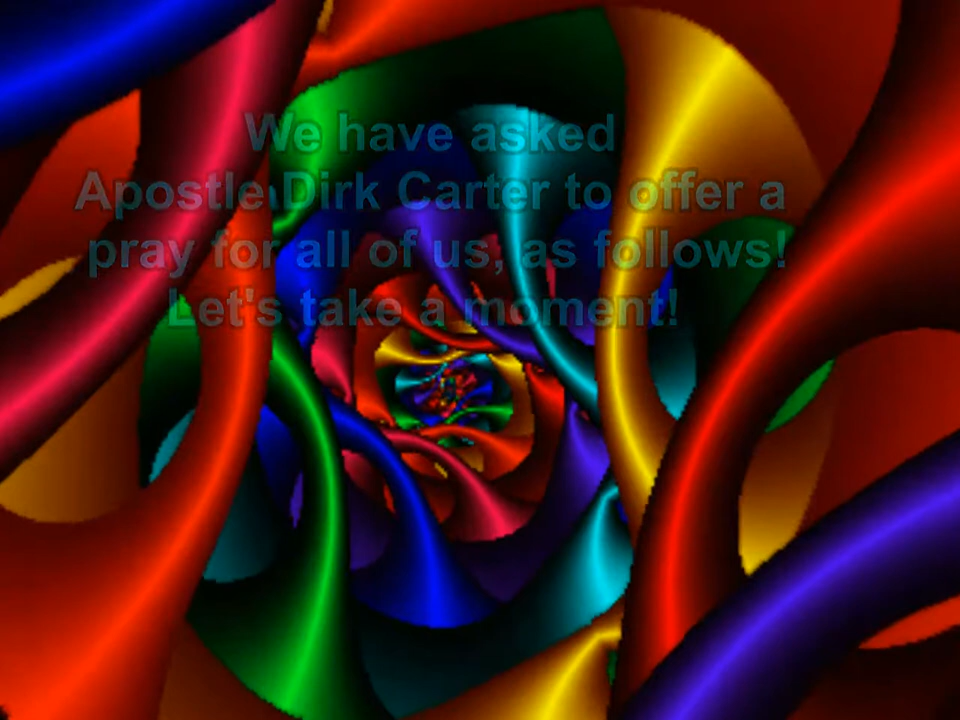 We have asked
Apostle Dirk Carter to offer a
pray for all of us, as follows!
Let's take a moment!